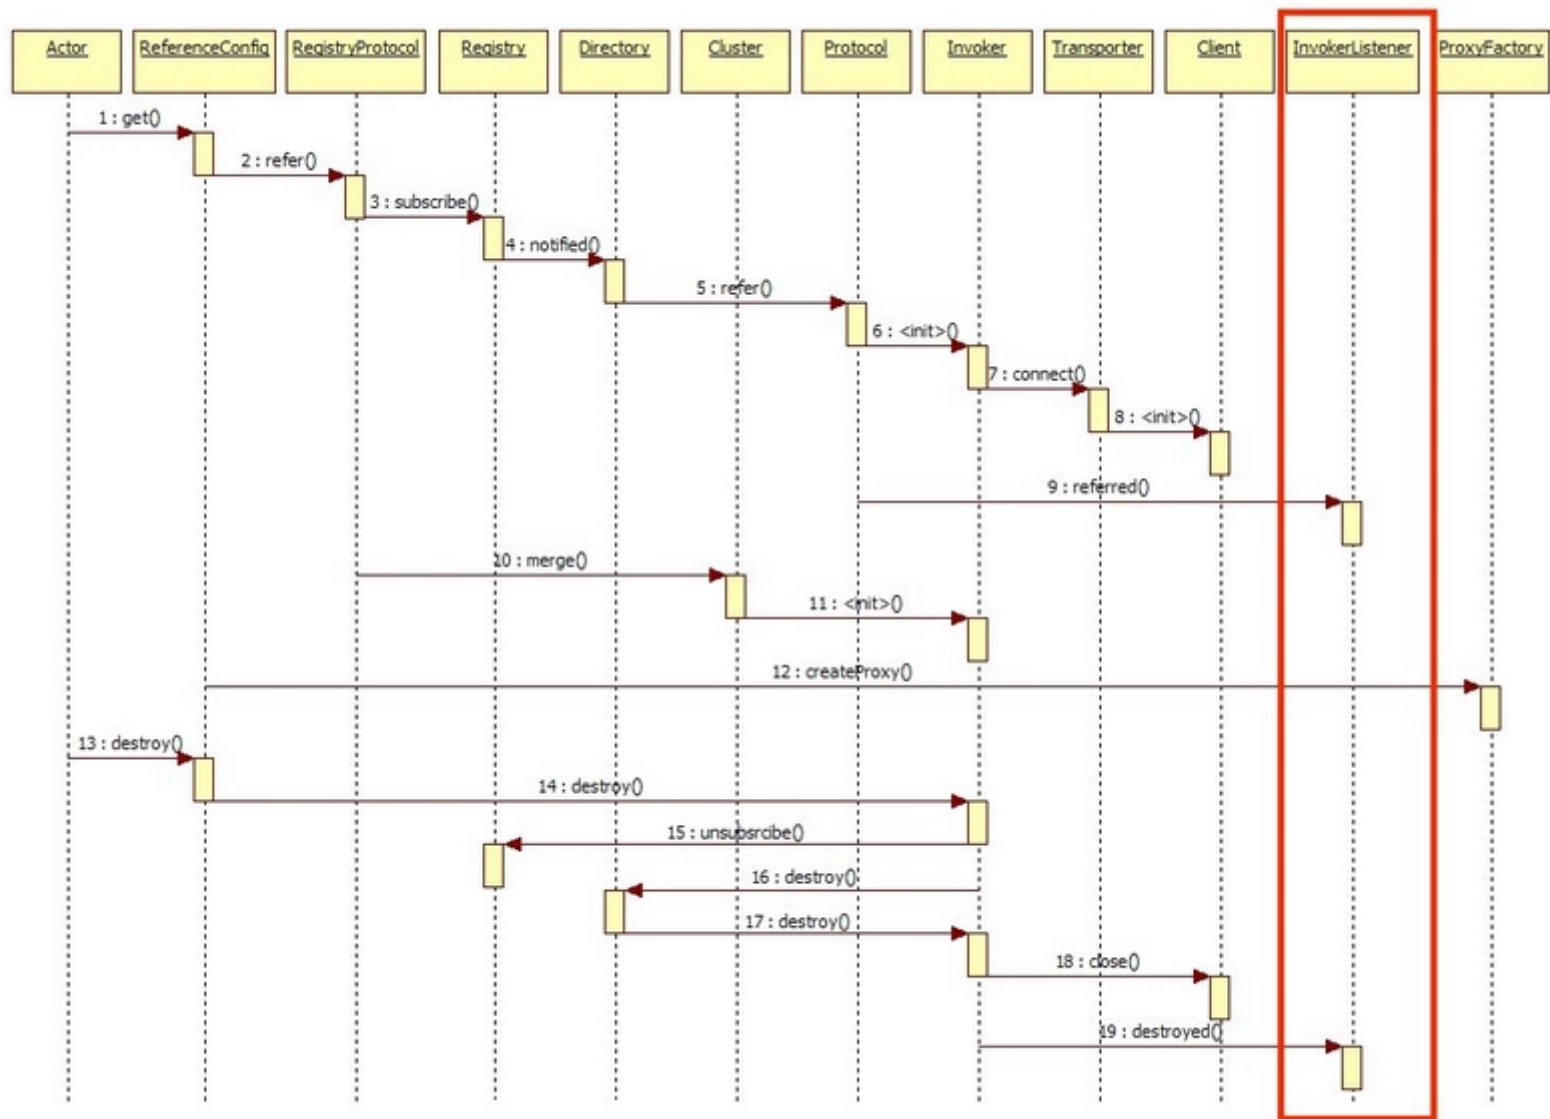 Actor
ReferenceConfig
RegistryProtocol
Registry
Directory
Cluster
Protocol
Invoker
Transporter
Client
InvokerListener
ProxyFactory
1 : get()
2 : refer()
3 : subscribe()
4 : notified()
5 : refer()
6 : <init>()
7 : connect()
8 : <init>()
9 : referred()
10 : merge()
11 : <init>()
12 : createProxy()
13 : destroy()
14 : destroy()
15 : unsubsrcibe()
16 : destroy()
17 : destroy()
18 : close()
19 : destroyed()